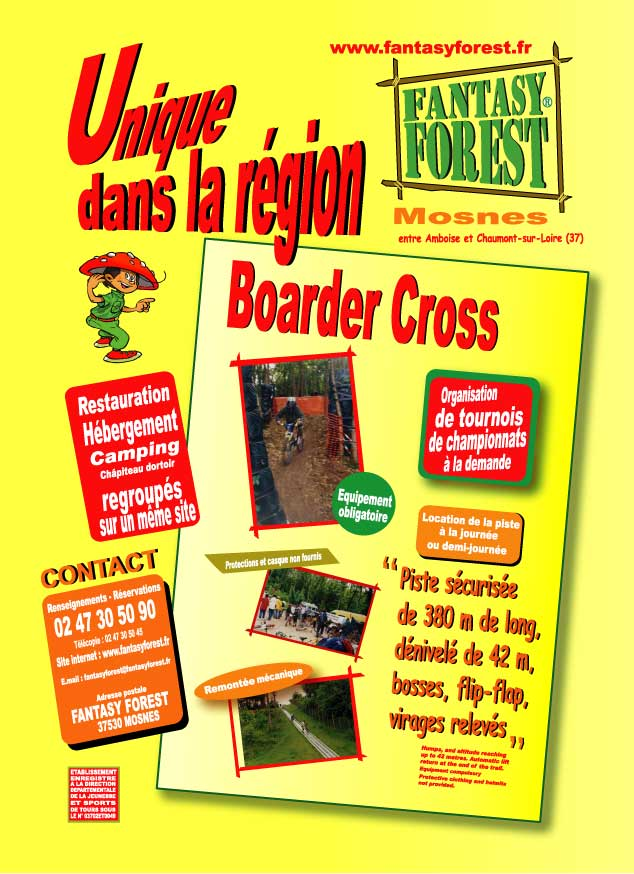 www.fantasyforest.fr
Unique
dans la région
FANTASY®
FOREST
Mosnes
entre Amboise et Chaumont-sur-Loire (37)
Boarder Cross
Restauration
Hébergement
Camping
Châpiteau dortoir
regroupés
sur un même site
Organisation
de tournois
de championnats
à la demande
Equipement
obligatoire
Location de la piste
à la journée
ou demi-journée
Protections et casque non fournis
"Piste sécurisée
de 380 m de long,
dénivelé de 42 m,
bosses, flip-flap,
virages relevés"
CONTACT
Renseignements - Réservations
02 47 30 50 90
Télécopie : 02 47 30 50 45
Site internet : www.fantasyforest.fr
E.mail : fantasyforest@fantasyforest.fr
Adresse postale
FANTASY FOREST
37530 MOSNES
Remontée mécanique
Humps, and altitude reaching
up to 42 metres. Automatic lift
return at the end of the trail.
Equipment compulsory
Protective clothing and helmits
not provided.
ETABLISSEMENT
ENREGISTRE
A LA DIRECTION
DEPARTEMENTALE
DE LA JEUNESSE
ET SPORTS
DE TOURS SOUS
LE N° 03702ET0040